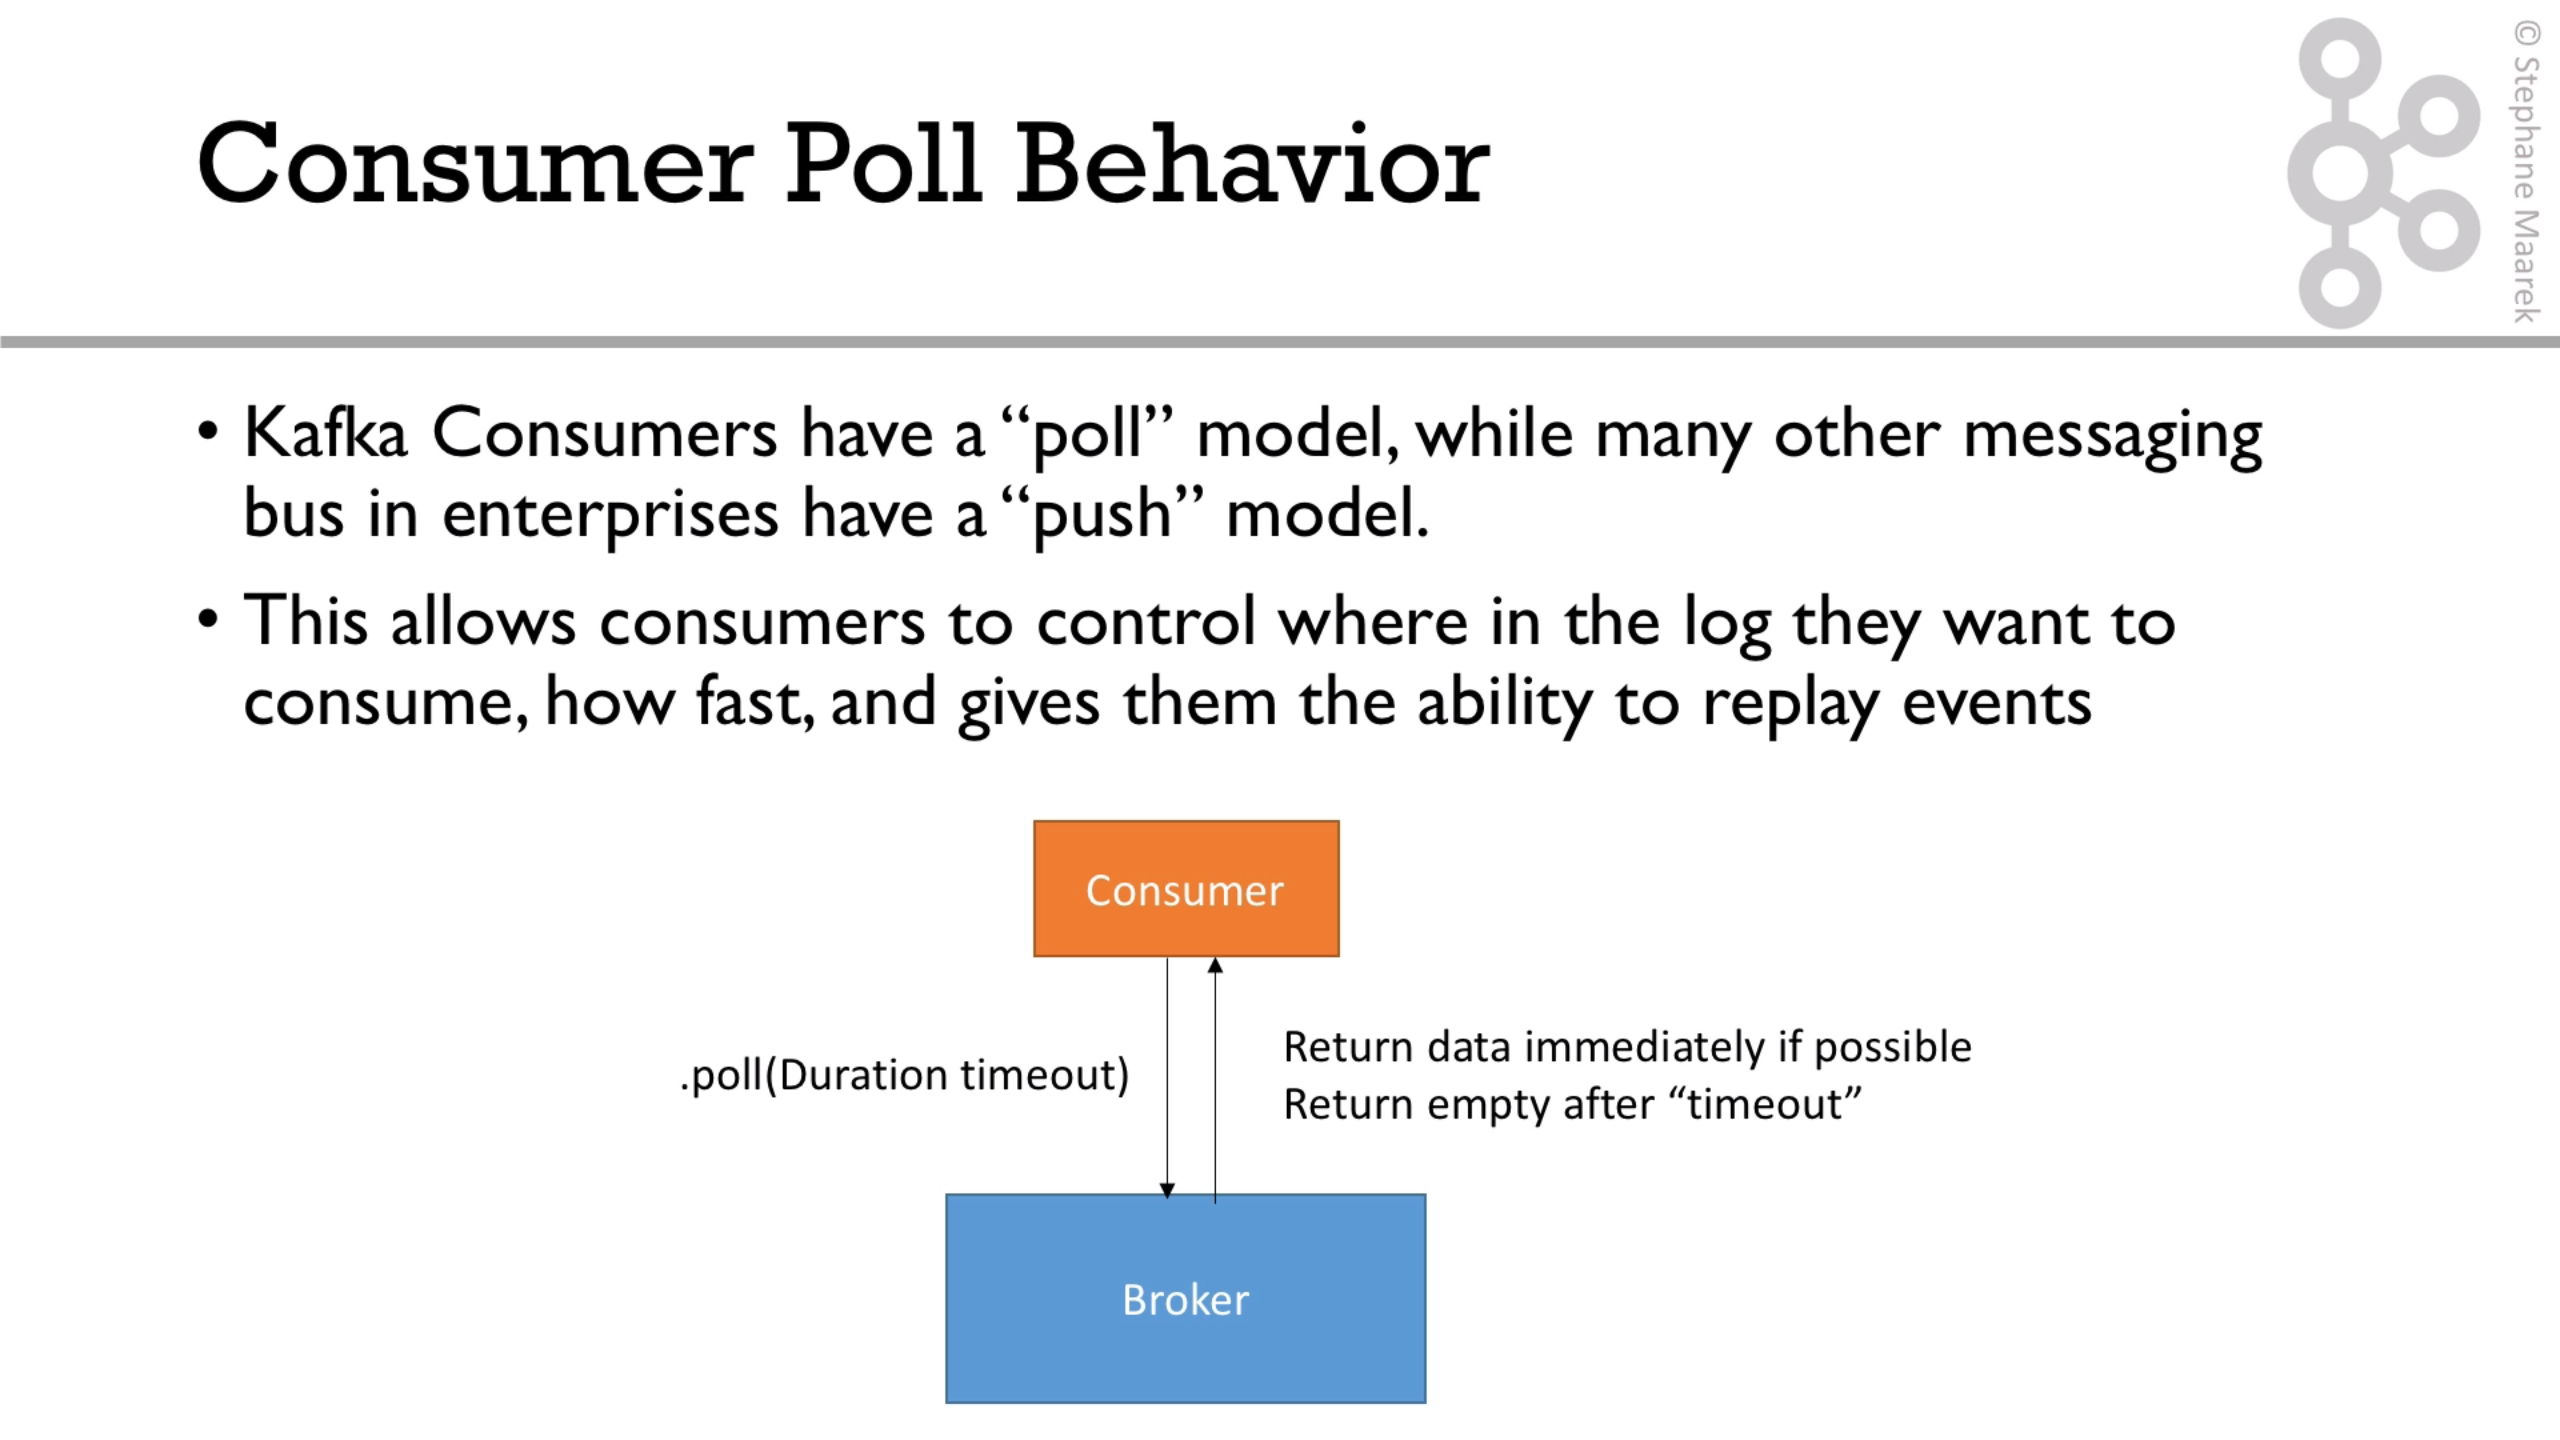 Consumer Poll Behavior
© Stephane Maarek
• Kafka Consumers have a “poll” model, while many other messaging
bus in enterprises have a “push” model.
• This allows consumers to control where in the log they want to
consume, how fast, and gives them the ability to replay events
Consumer
.poll(Duration timeout)
Return data immediately if possible
Return empty after “timeout”
Broker